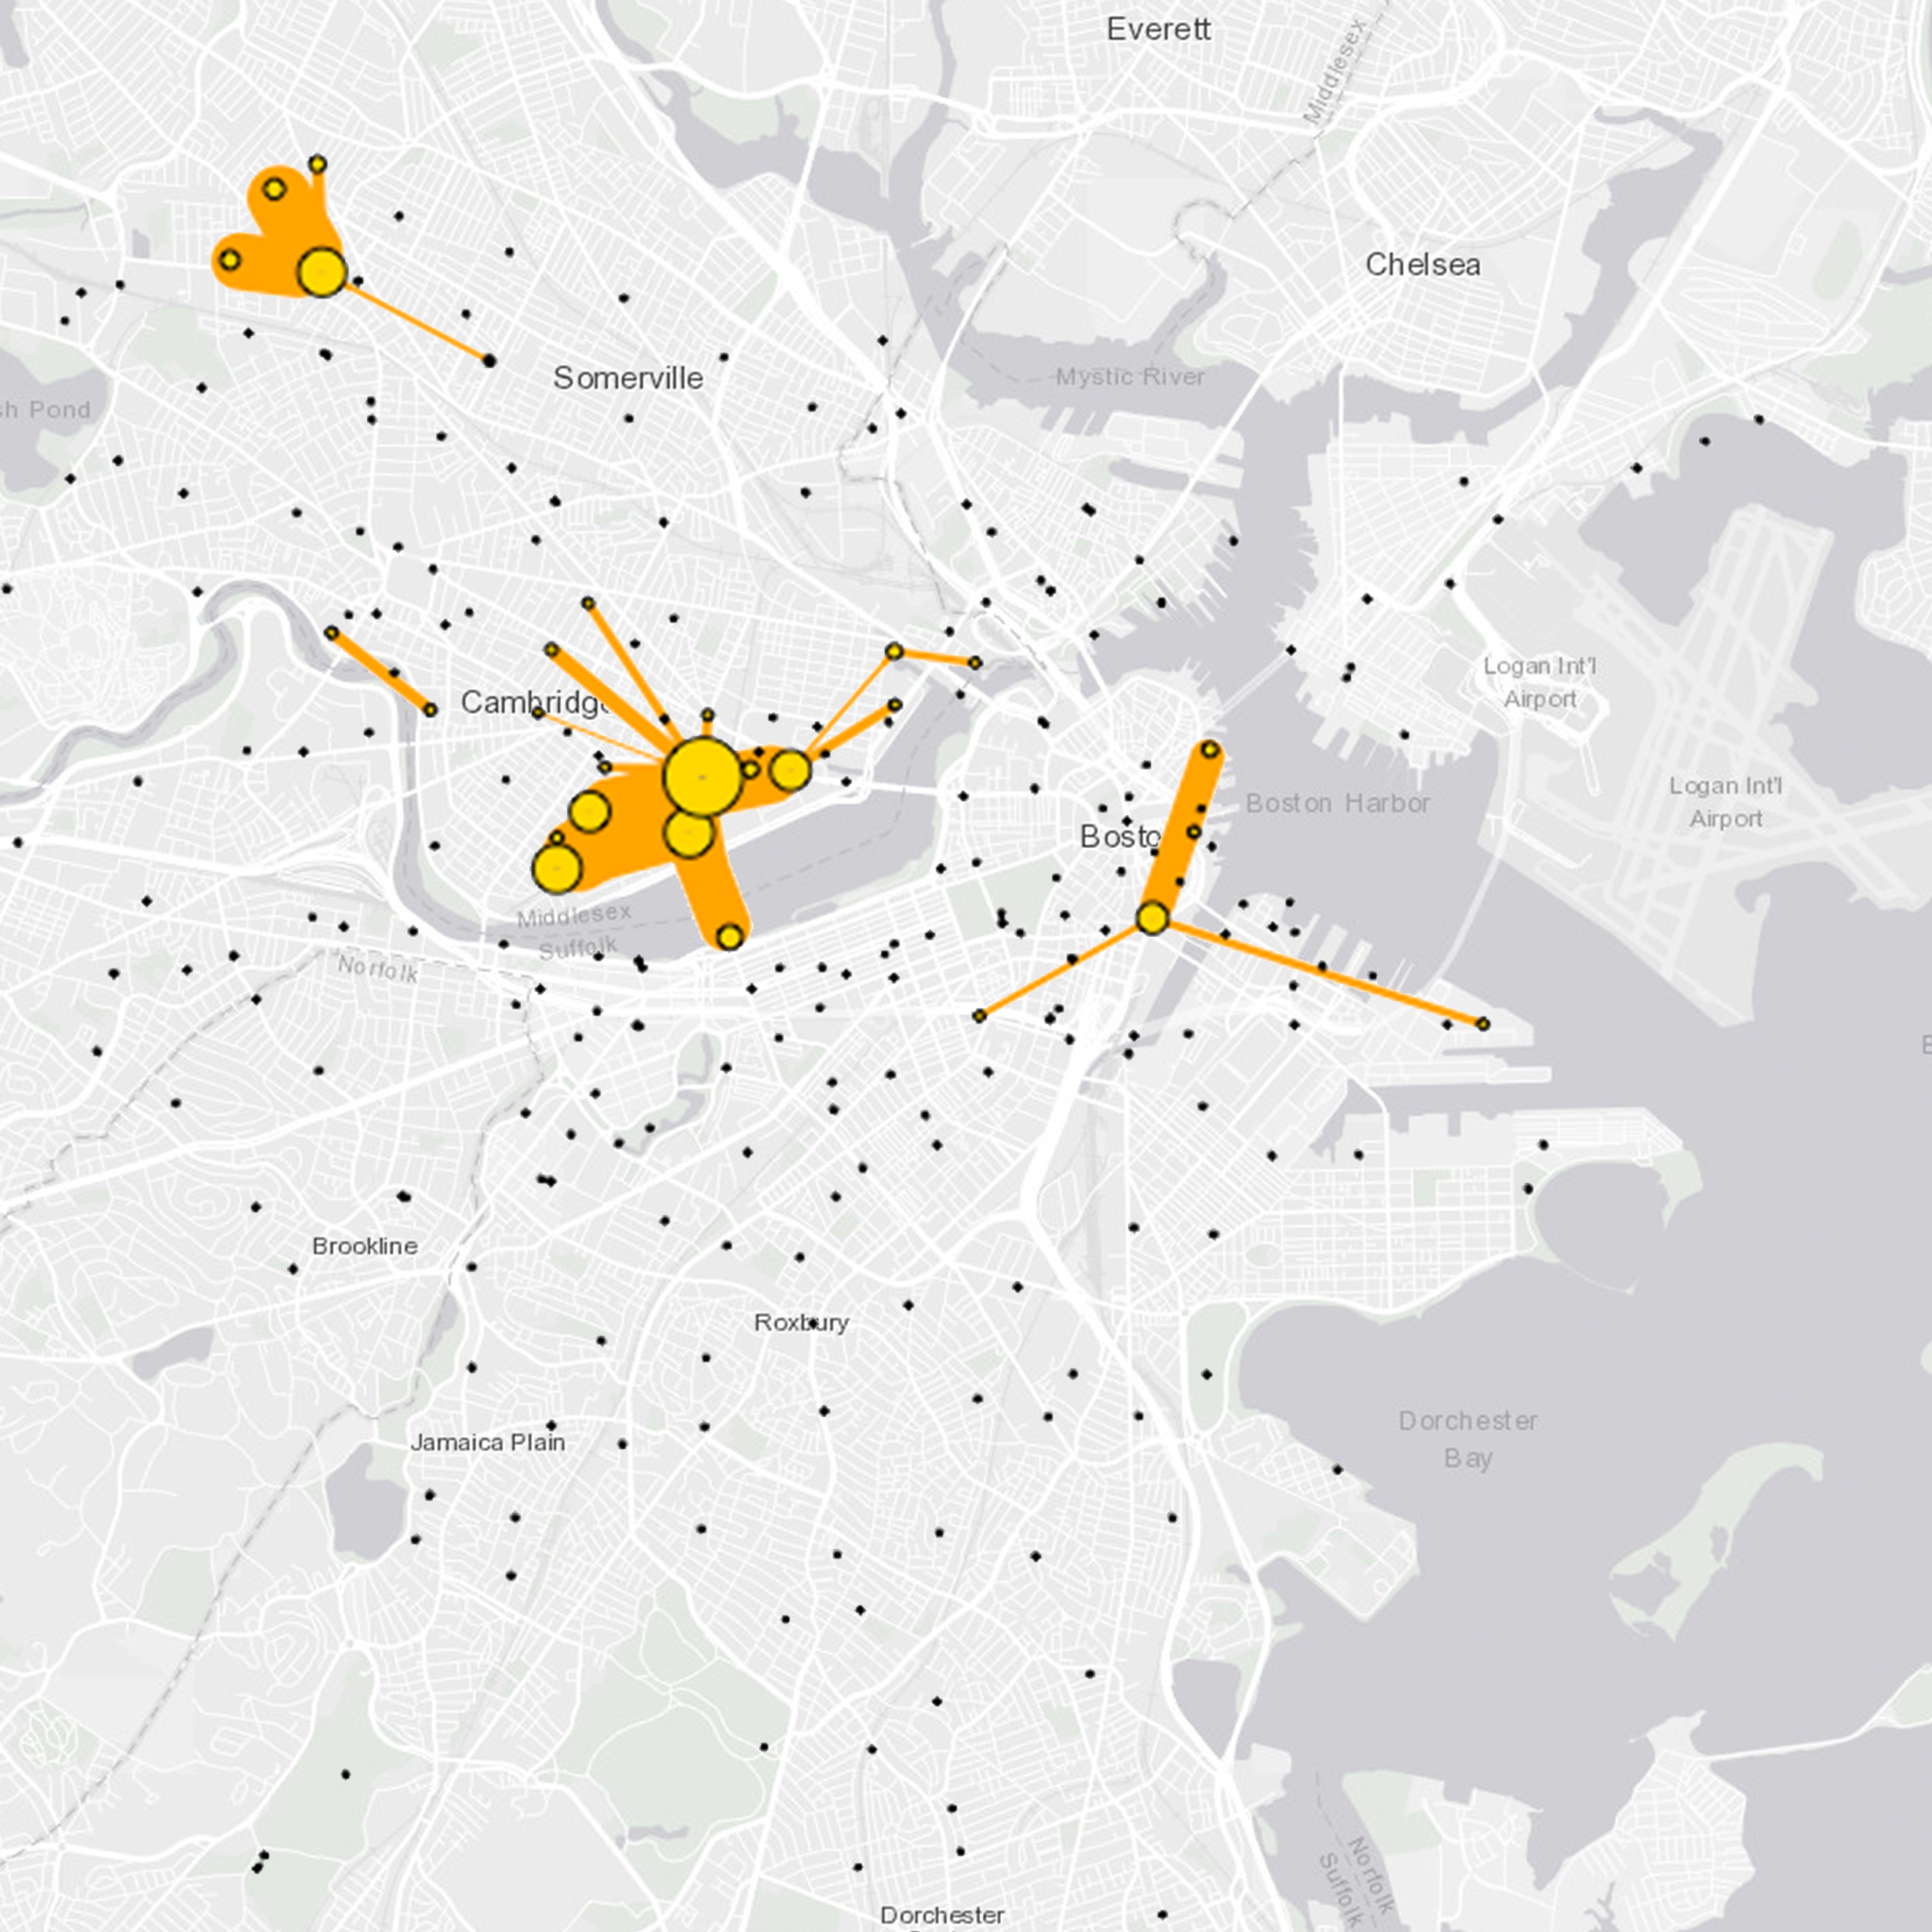 Everett
Middlesex
Chelsea
Somerville
Mystic River
sh Pond
Logan Int'l
Airport
Cambridge
Logan Int'l
Airport
Boston Harbor
Bosto
Middlesex
Suffolk
Norfolk
Brookline
Roxbury
Dorchester
Bay
Jamaica Plain
Norfolk
Suffolk
Dorchester